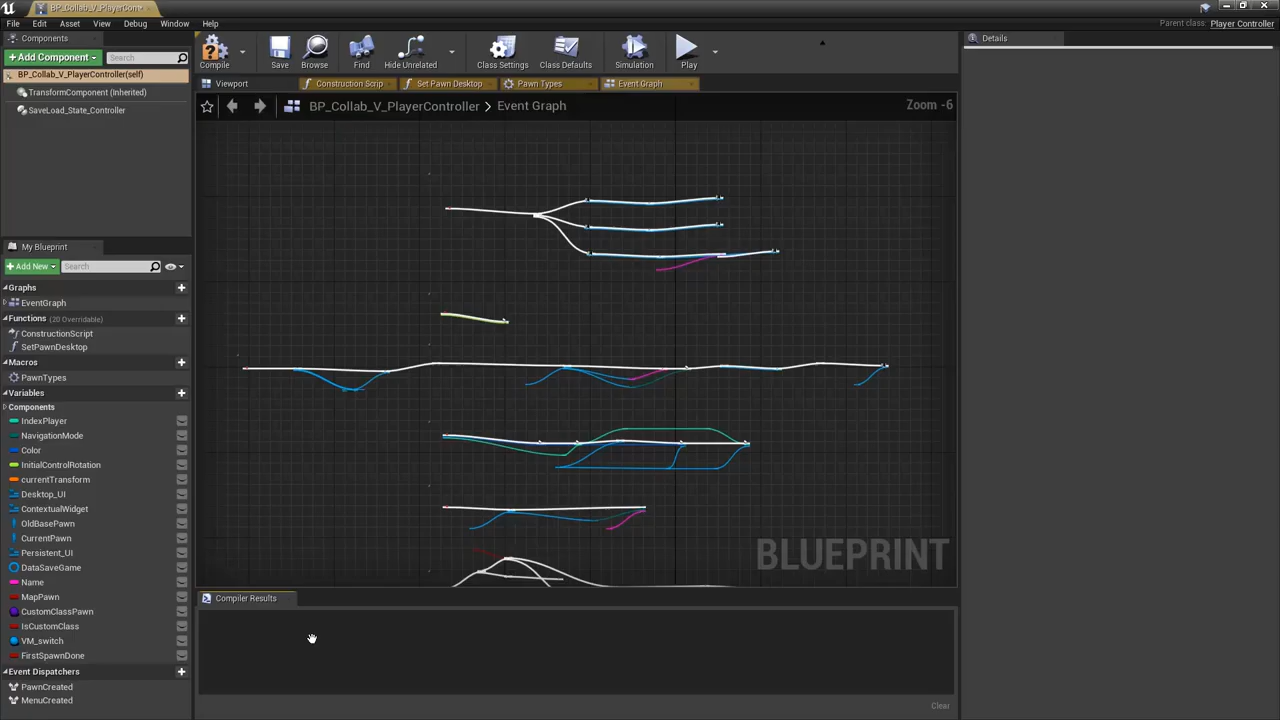 BP_Collab_V_PlayerCont
File Edit Asset View Debug Window Help
Parent class: Player Controller
Components
Add Component
Search
BP_Collab_V_PlayerController(self)
TransformComponent (Inherited)
SaveLoad_State_Controller
My Blueprint
Add New
Search
Graphs
EventGraph
Functions (20 Overridable)
ConstructionScript
SetPawnDesktop
Macros
PawnTypes
Variables
Components
IndexPlayer
NavigationMode
Color
InitialControlRotation
currentTransform
Desktop_UI
ContextualWidget
OldBasePawn
CurrentPawn
Persistent_UI
DataSaveGame
Name
MapPawn
CustomClassPawn
IsCustomClass
VM_switch
FirstSpawnDone
Event Dispatchers
PawnCreated
MenuCreated
Compile Save Browse Find Hide Unrelated Class Settings Class Defaults Simulation Play
Viewport Construction Scrip Set Pawn Desktop Pawn Types Event Graph
BP_Collab_V_PlayerController > Event Graph
Zoom -6
BLUEPRINT
Compiler Results
Clear
Details